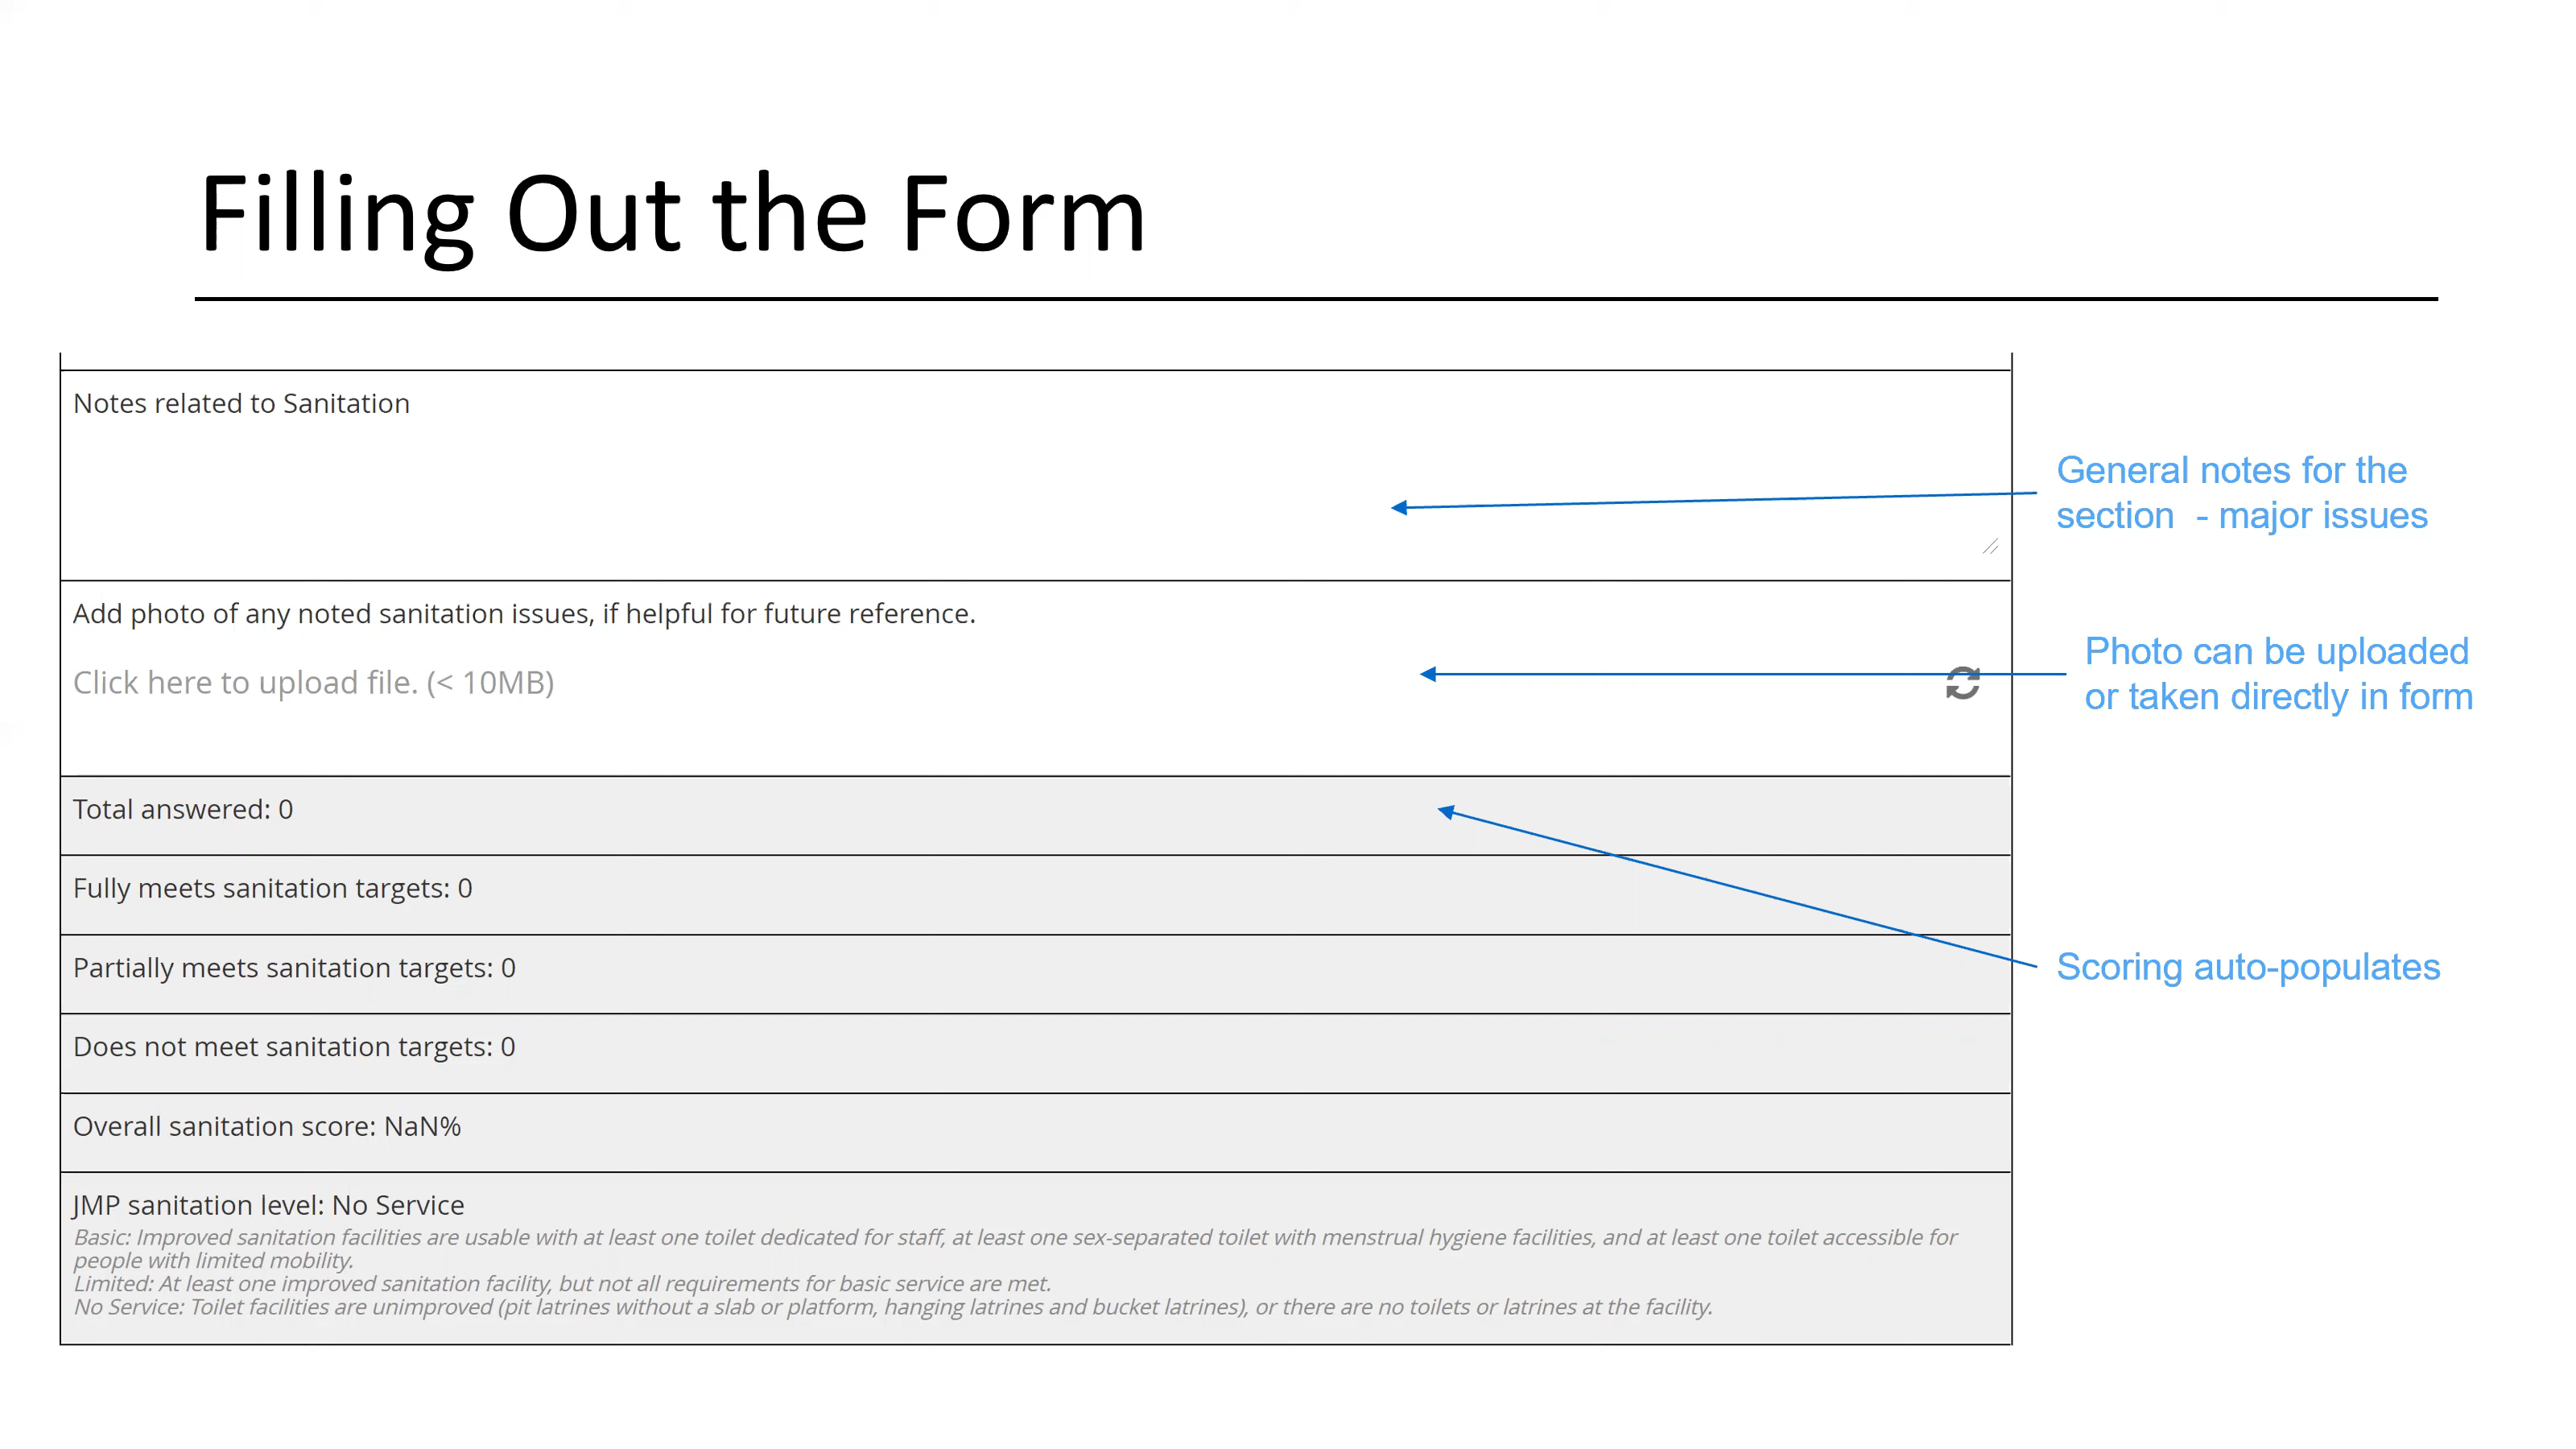 Filling Out the Form
Notes related to Sanitation
General notes for the
section  - major issues
Add photo of any noted sanitation issues, if helpful for future reference.
Click here to upload file. (< 10MB)
Photo can be uploaded
or taken directly in form
Total answered: 0
Fully meets sanitation targets: 0
Partially meets sanitation targets: 0
Scoring auto-populates
Does not meet sanitation targets: 0
Overall sanitation score: NaN%
JMP sanitation level: No Service
Basic: Improved sanitation facilities are usable with at least one toilet dedicated for staff, at least one sex-separated toilet with menstrual hygiene facilities, and at least one toilet accessible for
people with limited mobility.
Limited: At least one improved sanitation facility, but not all requirements for basic service are met.
No Service: Toilet facilities are unimproved (pit latrines without a slab or platform, hanging latrines and bucket latrines), or there are no toilets or latrines at the facility.